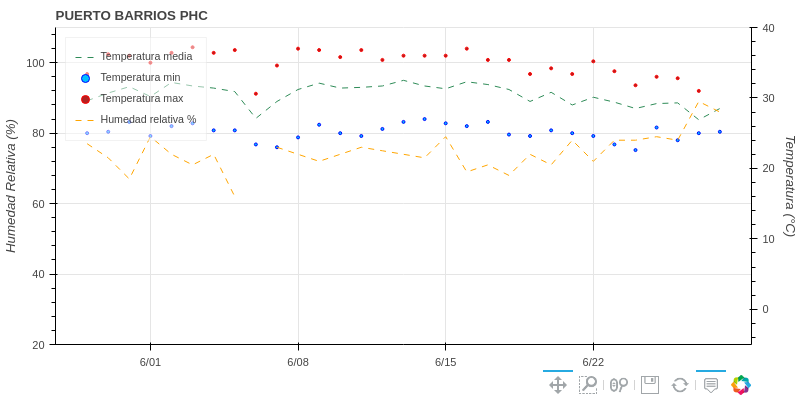 PUERTO BARRIOS PHC
Temperatura media
Temperatura min
Temperatura max
Humedad relativa %
Humedad Relativa (%)
100
80
60
40
20
Temperatura (°C)
40
30
20
10
0
6/01
6/08
6/15
6/22